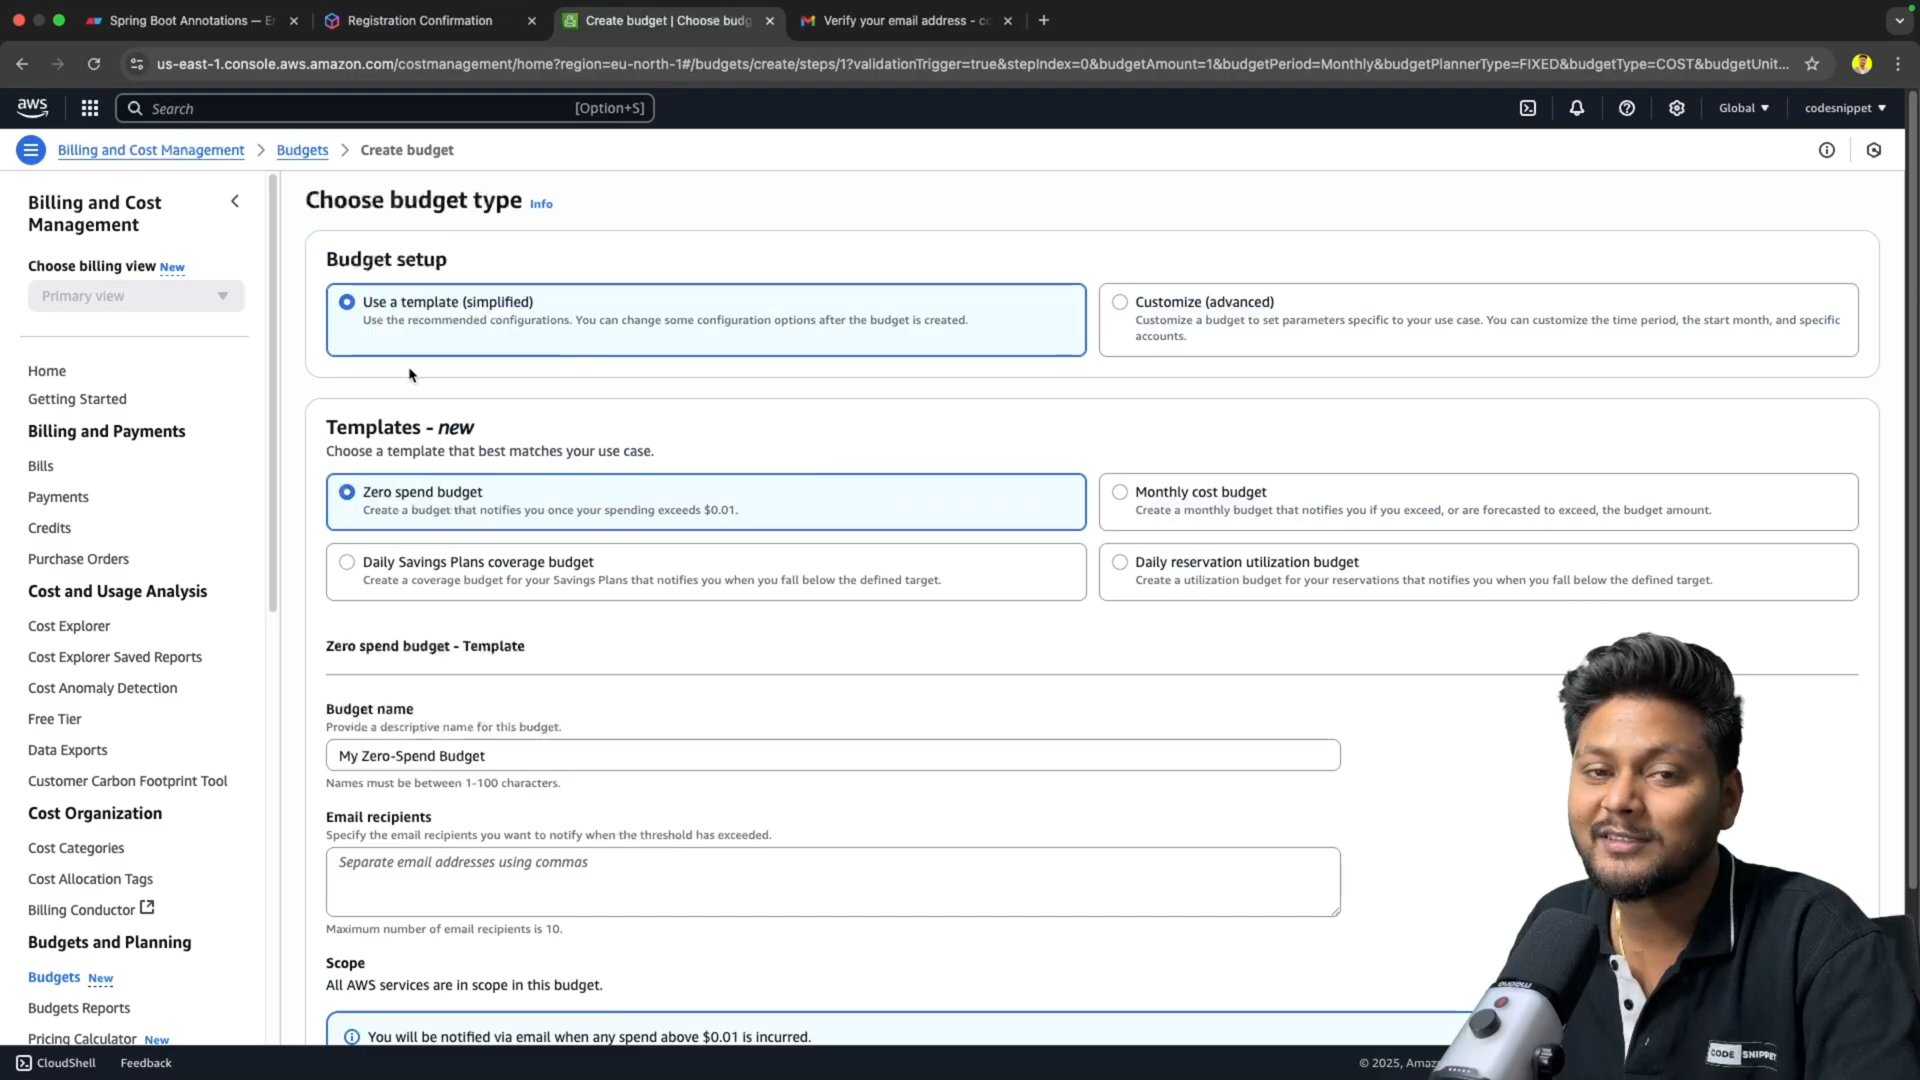 Spring Boot Annotations — E
Registration Confirmation
Create budget | Choose budg
Verify your email address - co
us-east-1.console.aws.amazon.com/costmanagement/home?region=eu-north-1#/budgets/create/steps/1?validationTrigger=true&stepIndex=0&budgetAmount=1&budgetPeriod=Monthly&budgetPlannerType=FIXED&budgetType=COST&budgetUnit...
aws
Search
[Option+S]
Global
codesnippet
Billing and Cost Management
Budgets
Create budget
Billing and Cost
Management
Choose billing view New
Primary view
Home
Getting Started
Billing and Payments
Bills
Payments
Credits
Purchase Orders
Cost and Usage Analysis
Cost Explorer
Cost Explorer Saved Reports
Cost Anomaly Detection
Free Tier
Data Exports
Customer Carbon Footprint Tool
Cost Organization
Cost Categories
Cost Allocation Tags
Billing Conductor
Budgets and Planning
Budgets New
Budgets Reports
Pricing Calculator New
Choose budget type Info
Budget setup
Use a template (simplified)
Use the recommended configurations. You can change some configuration options after the budget is created.
Customize (advanced)
Customize a budget to set parameters specific to your use case. You can customize the time period, the start month, and specific
accounts.
Templates - new
Choose a template that best matches your use case.
Zero spend budget
Create a budget that notifies you once your spending exceeds $0.01.
Monthly cost budget
Create a monthly budget that notifies you if you exceed, or are forecasted to exceed, the budget amount.
Daily Savings Plans coverage budget
Create a coverage budget for your Savings Plans that notifies you when you fall below the defined target.
Daily reservation utilization budget
Create a utilization budget for your reservations that notifies you when you fall below the defined target.
Zero spend budget - Template
Budget name
Provide a descriptive name for this budget.
My Zero-Spend Budget
Names must be between 1-100 characters.
Email recipients
Specify the email recipients you want to notify when the threshold has exceeded.
Separate email addresses using commas
Maximum number of email recipients is 10.
Scope
All AWS services are in scope in this budget.
You will be notified via email when any spend above $0.01 is incurred.
CODE SNIPPET
CloudShell
Feedback
© 2025, Amaz